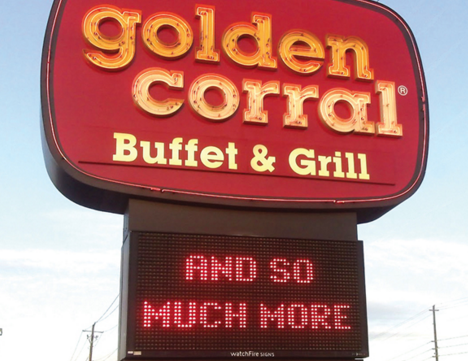 golden
corral®
Buffet & Grill
AND SO
MUCH MORE
watchFire SIGNS